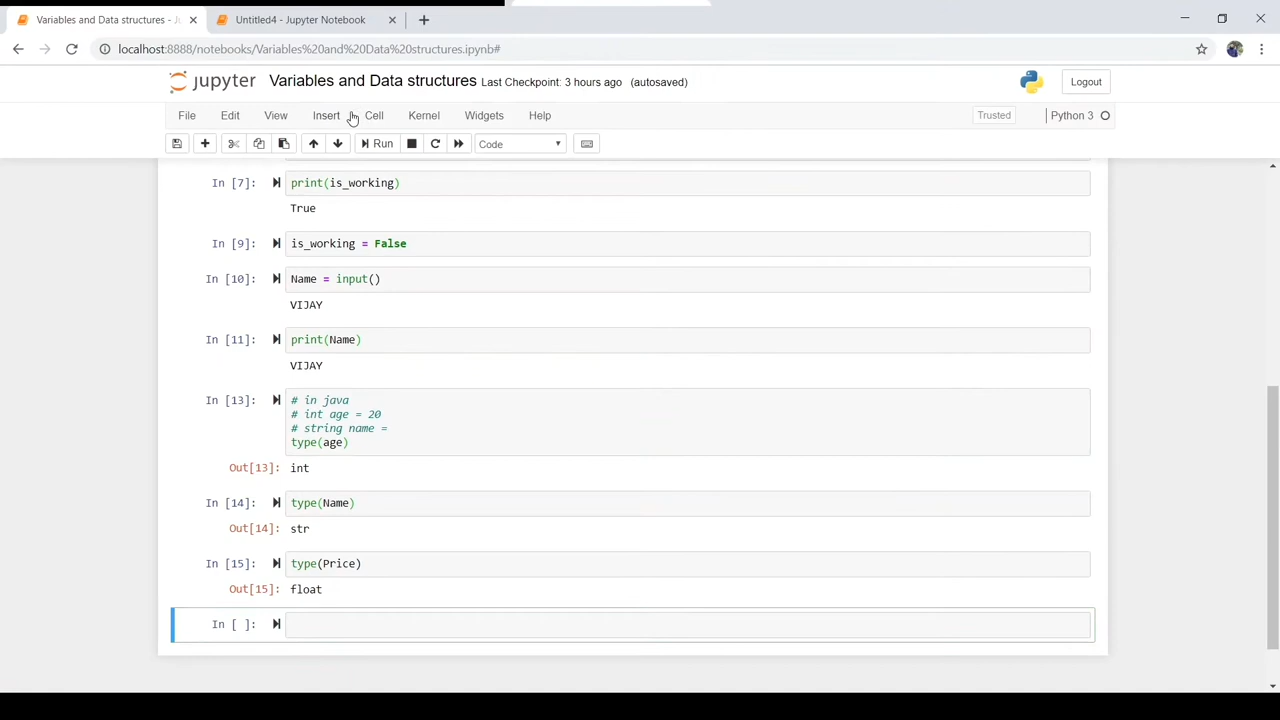 Variables and Data structures - Ju
Untitled4 - Jupyter Notebook
localhost:8888/notebooks/Variables%20and%20Data%20structures.ipynb#
jupyter Variables and Data structures Last Checkpoint: 3 hours ago (autosaved)
Logout
File Edit View Insert Cell Kernel Widgets Help
Trusted
Python 3
Run
Code
In [7]: print(is_working)
True
In [9]: is_working = False
In [10]: Name = input()
VIJAY
In [11]: print(Name)
VIJAY
In [13]: # in java
# int age = 20
# string name =
type(age)
Out[13]: int
In [14]: type(Name)
Out[14]: str
In [15]: type(Price)
Out[15]: float
In [ ]: